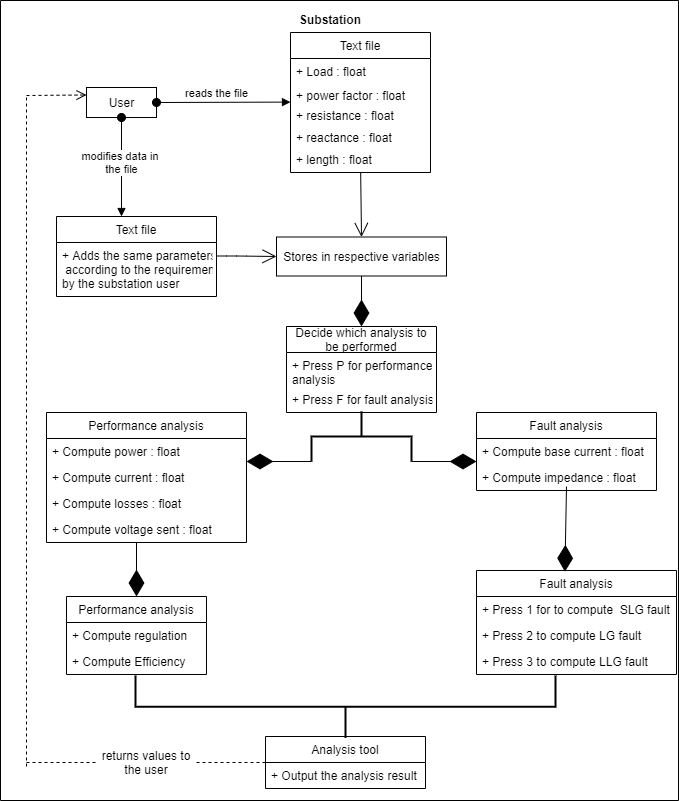 Substation
Text file
+ Load : float
+ power factor : float
+ resistance : float
+ reactance : float
+ length : float
User
reads the file
modifies data in
the file
Text file
+ Adds the same parameters
according to the requirement
by the substation user
Stores in respective variables
Decide which analysis to
be performed
+ Press P for performance
analysis
+ Press F for fault analysis
Performance analysis
+ Compute power : float
+ Compute current : float
+ Compute losses : float
+ Compute voltage sent : float
Fault analysis
+ Compute base current : float
+ Compute impedance : float
Performance analysis
+ Compute regulation
+ Compute Efficiency
Fault analysis
+ Press 1 for to compute  SLG fault
+ Press 2 to compute LG fault
+ Press 3 to compute LLG fault
returns values to
the user
Analysis tool
+ Output the analysis result